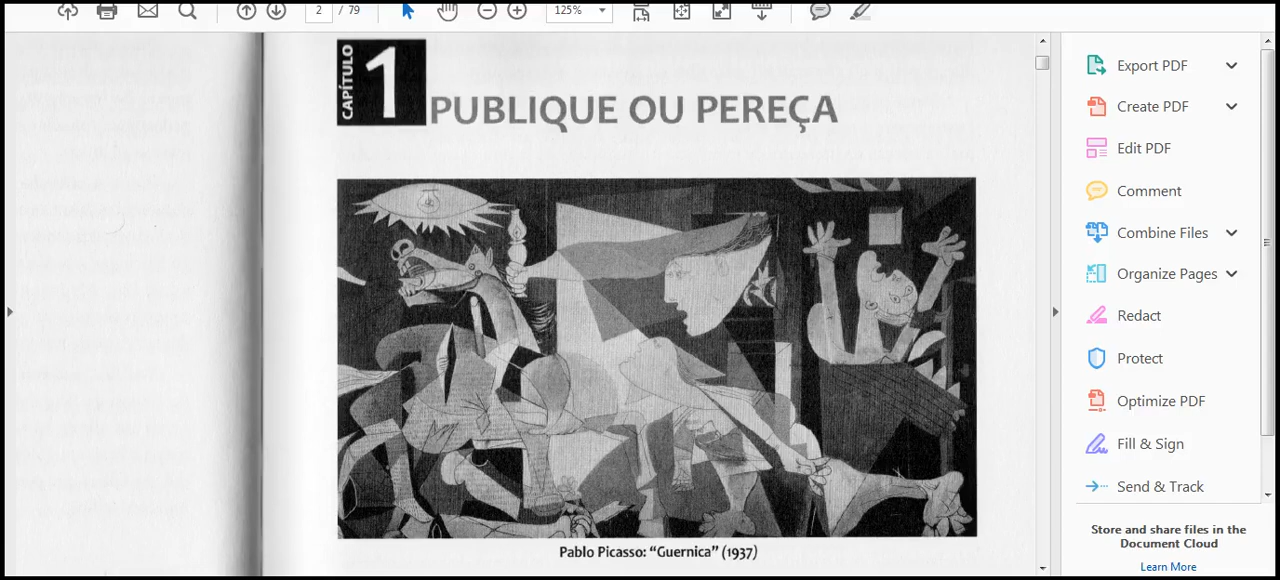 2 / 79
125%
CAPÍTULO
1
PUBLIQUE OU PEREÇA
Pablo Picasso: “Guernica” (1937)
Export PDF
Create PDF
Edit PDF
Comment
Combine Files
Organize Pages
Redact
Protect
Optimize PDF
Fill & Sign
Send & Track
Store and share files in the
Document Cloud
Learn More